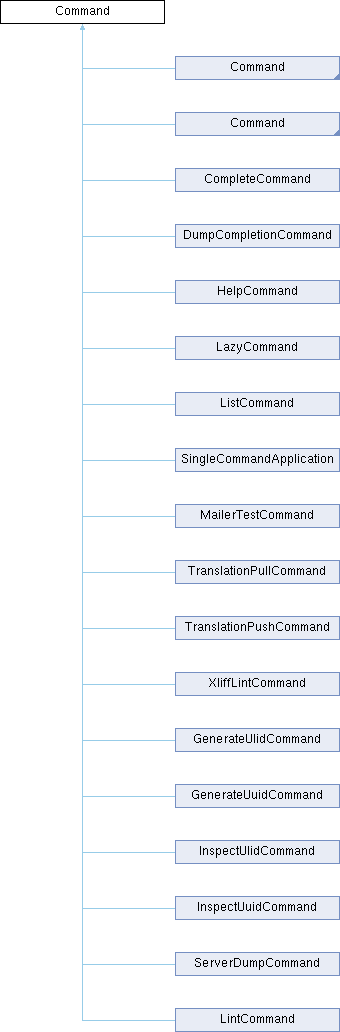 Command
Command
Command
CompleteCommand
DumpCompletionCommand
HelpCommand
LazyCommand
ListCommand
SingleCommandApplication
MailerTestCommand
TranslationPullCommand
TranslationPushCommand
XliffLintCommand
GenerateUlidCommand
GenerateUuidCommand
InspectUlidCommand
InspectUuidCommand
ServerDumpCommand
LintCommand